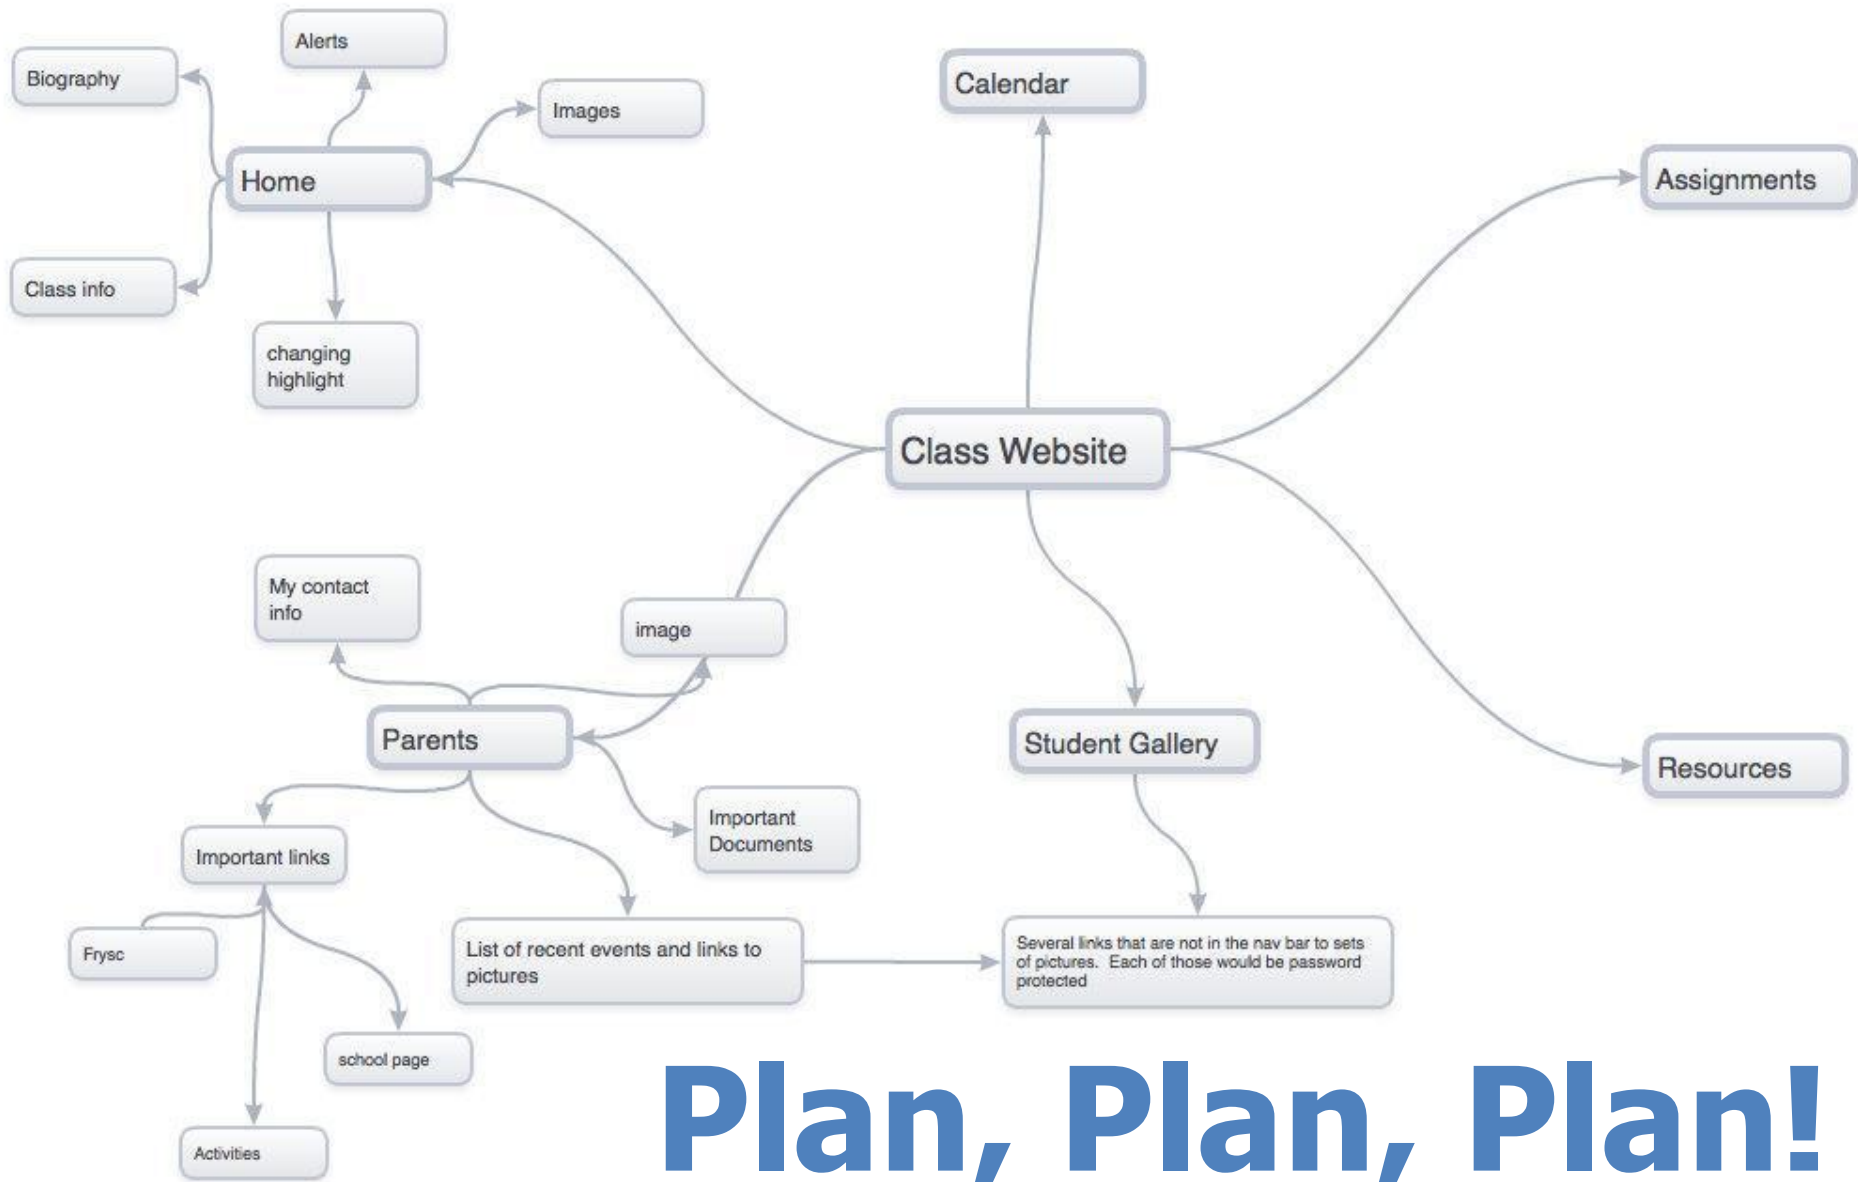 Alerts
Biography
Images
Calendar
Home
Assignments
Class info
changing
highlight
Class Website
My contact
info
image
Parents
Student Gallery
Resources
Important
Documents
Important links
Frysc
List of recent events and links to
pictures
Several links that are not in the nav bar to sets
of pictures. Each of those would be password
protected
school page
Activities
Plan, Plan, Plan!